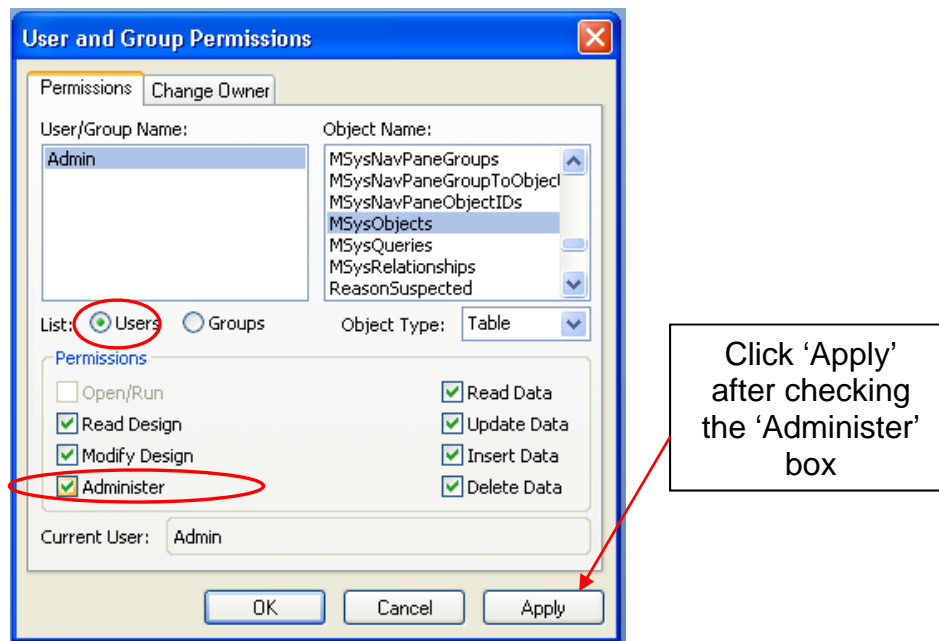 User and Group Permissions
Permissions
Change Owner
User/Group Name:
Object Name:
Admin
MSysNavPaneGroups
MSysNavPaneGroupToObject
MSysNavPaneObjectIDs
MSysObjects
MSysQueries
MSysRelationships
ReasonSuspected
List: Users Groups
Object Type: Table
Permissions
Open/Run
Read Data
Read Design
Update Data
Modify Design
Insert Data
Administer
Delete Data
Current User: Admin
OK
Cancel
Apply
Click ‘Apply’
after checking
the ‘Administer’
box